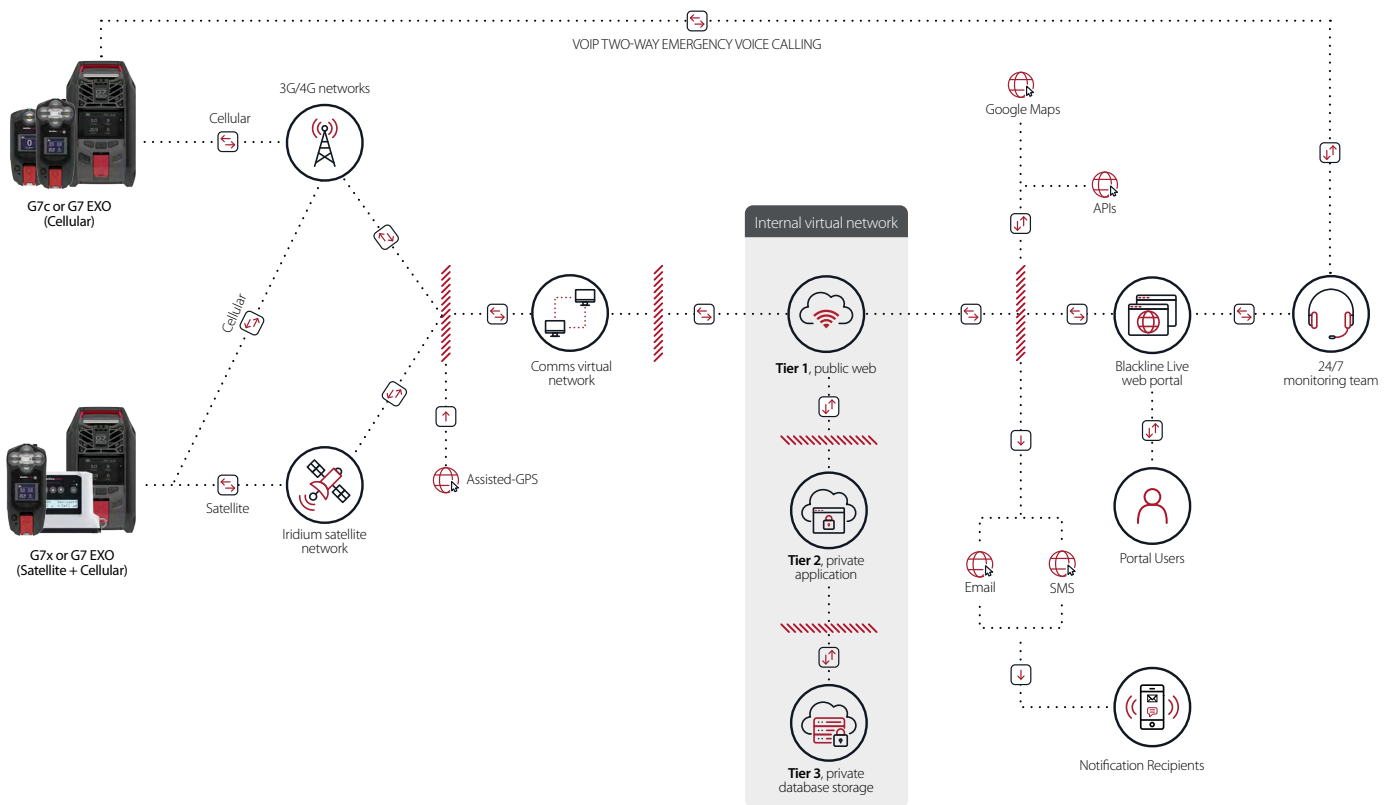 VOIP TWO-WAY EMERGENCY VOICE CALLING
3G/4G networks
Cellular
G7c or G7 EXO
(Cellular)
Google Maps
APIs
Internal virtual network
Cellular
Comms virtual
network
Tier 1, public web
Blackline Live
web portal
24/7
monitoring team
Assisted-GPS
Satellite
Iridium satellite
network
G7x or G7 EXO
(Satellite + Cellular)
Tier 2, private
application
Email
SMS
Portal Users
Tier 3, private
database storage
Notification Recipients